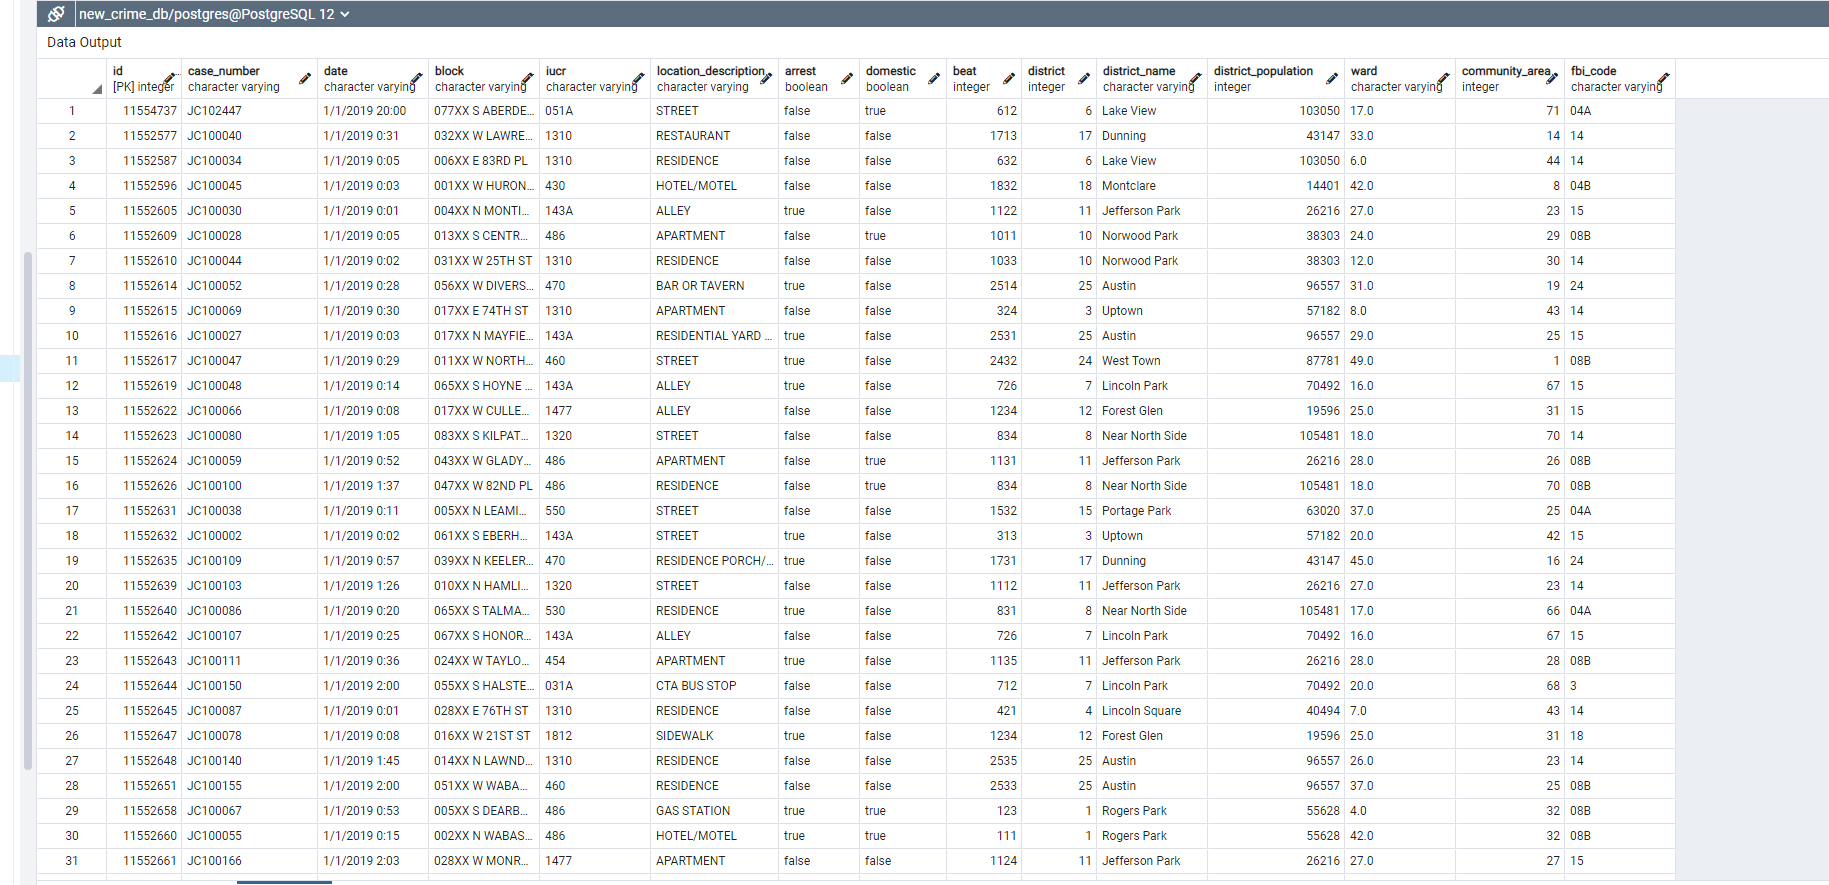 new_crime_db/postgres@PostgreSQL 12
Data Output
id case_number date block iucr location_description arrest domestic beat district district_name district_population ward community_area fbi_code
[PK] integer character varying character varying character varying character varying character varying boolean boolean integer integer character varying integer character varying integer character varying
1 11554737 JC102447 1/1/2019 20:00 077XX S ABERDE... 051A STREET false true 612 6 Lake View 103050 17.0 71 04A
2 11552577 JC100040 1/1/2019 0:31 032XX W LAWRE... 1310 RESTAURANT false false 1713 17 Dunning 43147 33.0 14 14
3 11552587 JC100034 1/1/2019 0:05 006XX E 83RD PL 1310 RESIDENCE false false 632 6 Lake View 103050 6.0 44 14
4 11552596 JC100045 1/1/2019 0:03 001XX W HURON... 430 HOTEL/MOTEL false false 1832 18 Montclare 14401 42.0 8 04B
5 11552605 JC100030 1/1/2019 0:01 004XX N MONTI... 143A ALLEY true false 1122 11 Jefferson Park 26216 27.0 23 15
6 11552609 JC100028 1/1/2019 0:05 013XX S CENTR... 486 APARTMENT false true 1011 10 Norwood Park 38303 24.0 29 08B
7 11552610 JC100044 1/1/2019 0:02 031XX W 25TH ST 1310 RESIDENCE false false 1033 10 Norwood Park 38303 12.0 30 14
8 11552614 JC100052 1/1/2019 0:28 056XX W DIVERS... 470 BAR OR TAVERN true false 2514 25 Austin 96557 31.0 19 24
9 11552615 JC100069 1/1/2019 0:30 017XX E 74TH ST 1310 APARTMENT false false 324 3 Uptown 57182 8.0 43 14
10 11552616 JC100027 1/1/2019 0:03 017XX N MAYFIE... 143A RESIDENTIAL YARD ... true false 2531 25 Austin 96557 29.0 25 15
11 11552617 JC100047 1/1/2019 0:29 011XX W NORTH... 460 STREET true false 2432 24 West Town 87781 49.0 1 08B
12 11552619 JC100048 1/1/2019 0:14 065XX S HOYNE ... 143A ALLEY true false 726 7 Lincoln Park 70492 16.0 67 15
13 11552622 JC100066 1/1/2019 0:08 017XX W CULLE... 1477 ALLEY false false 1234 12 Forest Glen 19596 25.0 31 15
14 11552623 JC100080 1/1/2019 1:05 083XX S KILPAT... 1320 STREET false false 834 8 Near North Side 105481 18.0 70 14
15 11552624 JC100059 1/1/2019 0:52 043XX W GLADY... 486 APARTMENT false true 1131 11 Jefferson Park 26216 28.0 26 08B
16 11552626 JC100100 1/1/2019 1:37 047XX W 82ND PL 486 RESIDENCE false true 834 8 Near North Side 105481 18.0 70 08B
17 11552631 JC100038 1/1/2019 0:11 005XX N LEAMI... 550 STREET false false 1532 15 Portage Park 63020 37.0 25 04A
18 11552632 JC100002 1/1/2019 0:02 061XX S EBERH... 143A STREET true false 313 3 Uptown 57182 20.0 42 15
19 11552635 JC100109 1/1/2019 0:57 039XX N KEELER... 470 RESIDENCE PORCH/... true false 1731 17 Dunning 43147 45.0 16 24
20 11552639 JC100103 1/1/2019 1:26 010XX N HAMLI... 1320 STREET false false 1112 11 Jefferson Park 26216 27.0 23 14
21 11552640 JC100086 1/1/2019 0:20 065XX S TALMA... 530 RESIDENCE true false 831 8 Near North Side 105481 17.0 66 04A
22 11552642 JC100107 1/1/2019 0:25 067XX S HONOR... 143A ALLEY false false 726 7 Lincoln Park 70492 16.0 67 15
23 11552643 JC100111 1/1/2019 0:36 024XX W TAYLO... 454 APARTMENT true false 1135 11 Jefferson Park 26216 28.0 28 08B
24 11552644 JC100150 1/1/2019 2:00 055XX S HALSTE... 031A CTA BUS STOP false false 712 7 Lincoln Park 70492 20.0 68 3
25 11552645 JC100087 1/1/2019 0:01 028XX E 76TH ST 1310 RESIDENCE false false 421 4 Lincoln Square 40494 7.0 43 14
26 11552647 JC100078 1/1/2019 0:08 016XX W 21ST ST 1812 SIDEWALK true false 1234 12 Forest Glen 19596 25.0 31 18
27 11552648 JC100140 1/1/2019 1:45 014XX N LAWND... 1310 RESIDENCE false false 2535 25 Austin 96557 26.0 23 14
28 11552651 JC100155 1/1/2019 2:00 051XX W WABA... 460 RESIDENCE false false 2533 25 Austin 96557 37.0 25 08B
29 11552658 JC100067 1/1/2019 0:53 005XX S DEARB... 486 GAS STATION true true 123 1 Rogers Park 55628 4.0 32 08B
30 11552660 JC100055 1/1/2019 0:15 002XX N WABAS... 486 HOTEL/MOTEL true true 111 1 Rogers Park 55628 42.0 32 08B
31 11552661 JC100166 1/1/2019 2:03 028XX W MONR... 1477 APARTMENT false false 1124 11 Jefferson Park 26216 27.0 27 15